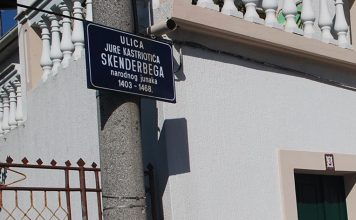 ULICA
JURE KASTRIOTIĆA
SKENDERBEGA
narodnog junaka
1403 - 1468.